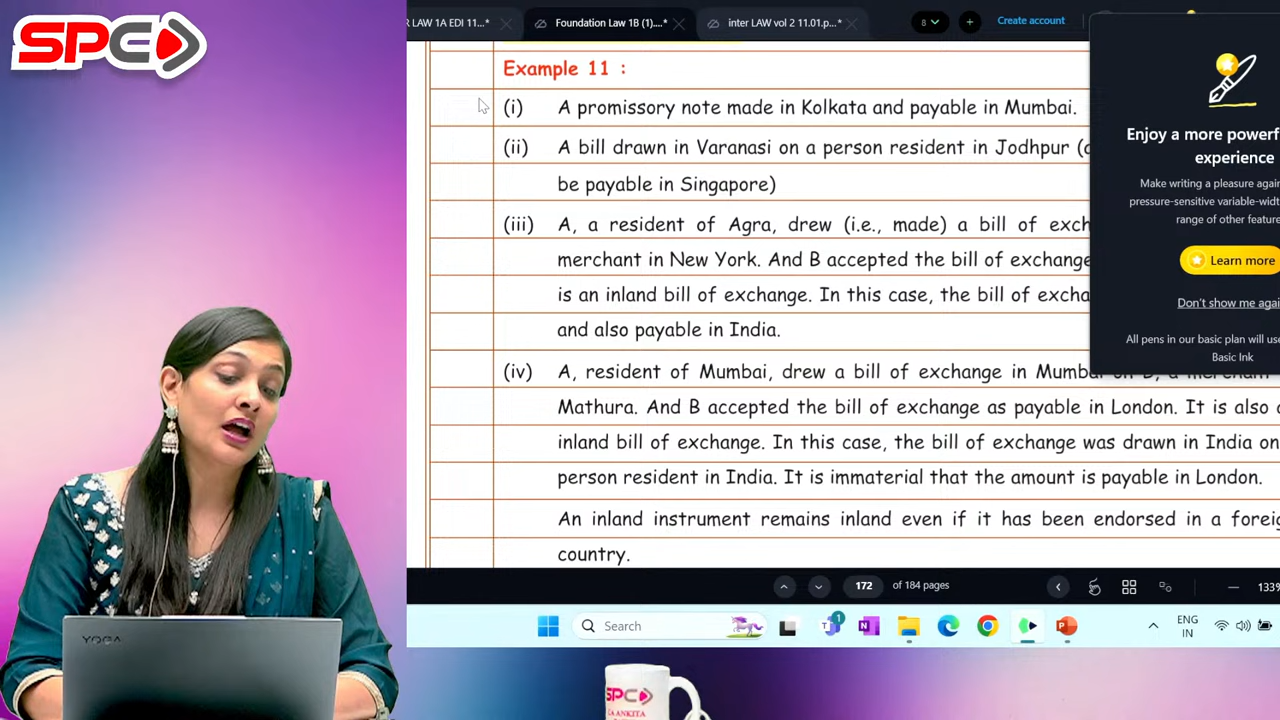 SPC
R LAW 1A EDI 11...*
Foundation Law 1B (1)....*
inter LAW vol 2 11.01.p...*
8
Create account
Example 11 :
(i) A promissory note made in Kolkata and payable in Mumbai.
(ii) A bill drawn in Varanasi on a person resident in Jodhpur
be payable in Singapore)
(iii) A, a resident of Agra, drew (i.e., made) a bill of exch
merchant in New York. And B accepted the bill of exchange
is an inland bill of exchange. In this case, the bill of excha
and also payable in India.
(iv) A, resident of Mumbai, drew a bill of exchange in Mumbai on B, a merchant
Mathura. And B accepted the bill of exchange as payable in London. It is also a
inland bill of exchange. In this case, the bill of exchange was drawn in India on
person resident in India. It is immaterial that the amount is payable in London.
An inland instrument remains inland even if it has been endorsed in a foreig
country.
Enjoy a more powerf
experience
Make writing a pleasure agai
pressure-sensitive variable-widt
range of other feature
Learn more
Don't show me agai
All pens in our basic plan will use
Basic Ink
172 of 184 pages
133%
Search
1
ENG
IN
YOGA
SPC
CA ANKITA